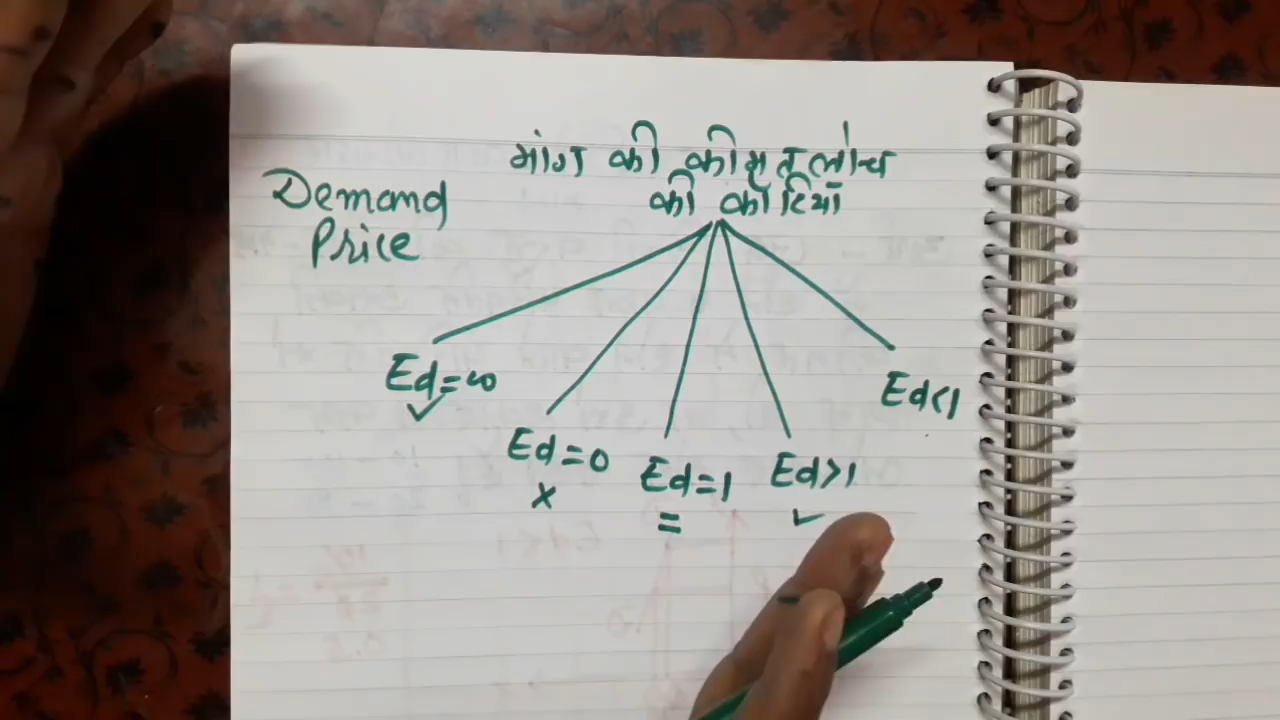 मांग की कीमत लोच
की कोटियाँ
Demand
Price
Ed=∞
✓
Ed=0
x
Ed=1
=
Ed>1
✓
Ed<1